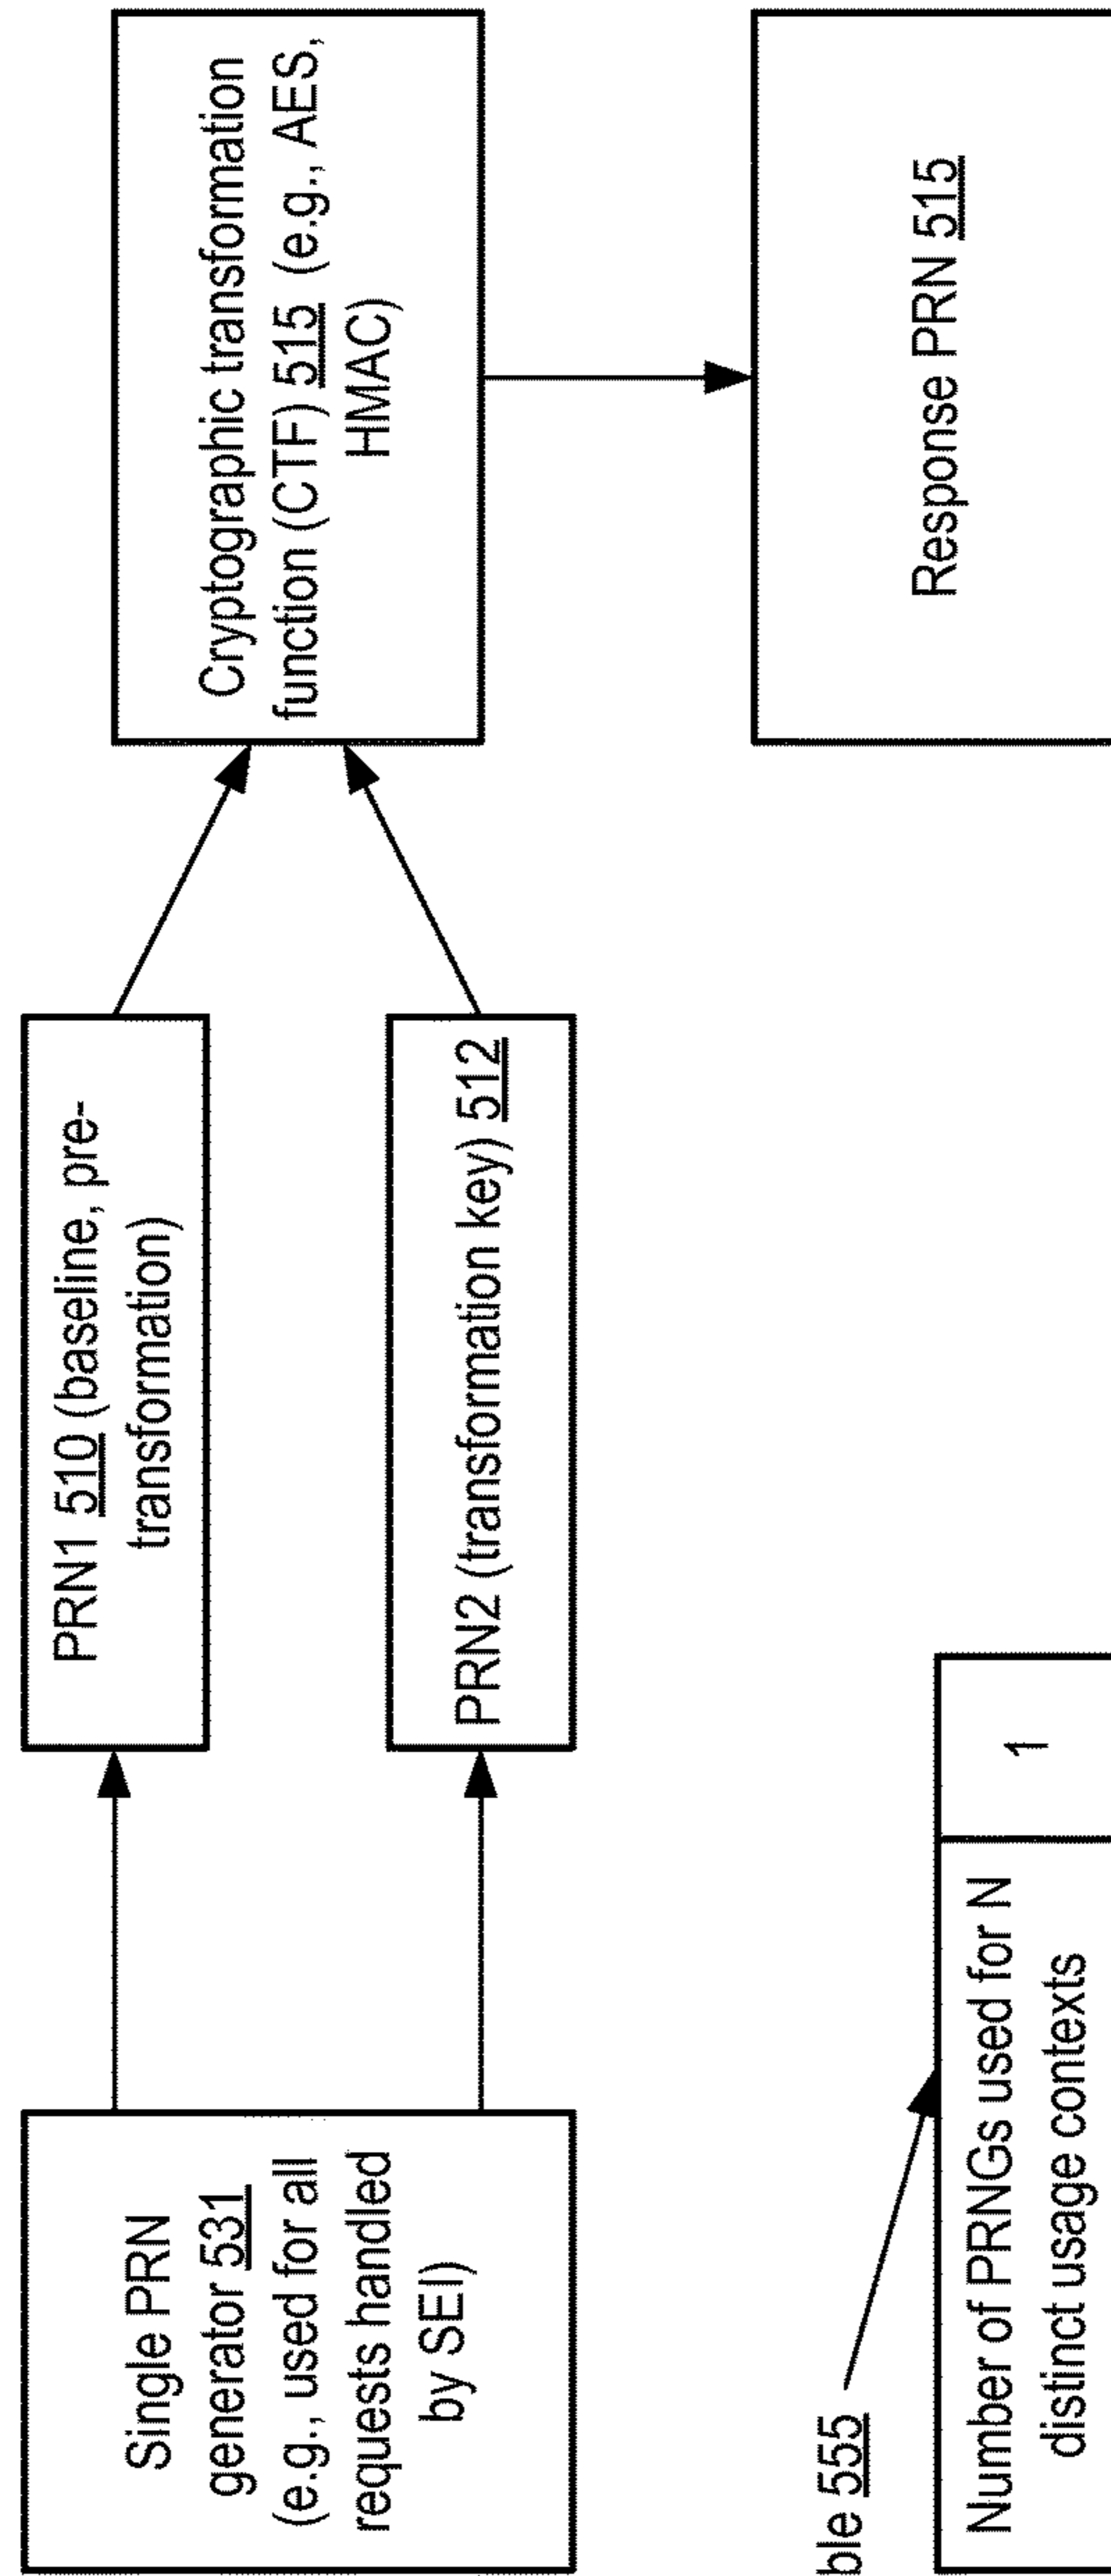 Single PRN
generator 531
(e.g., used for all
requests handled
by SEI)
PRN1 510 (baseline, pre-
transformation)
PRN2 (transformation key) 512
Cryptographic transformation
function (CTF) 515 (e.g., AES,
HMAC)
Response PRN 515
ble 555
Number of PRNGs used for N
distinct usage contexts
1